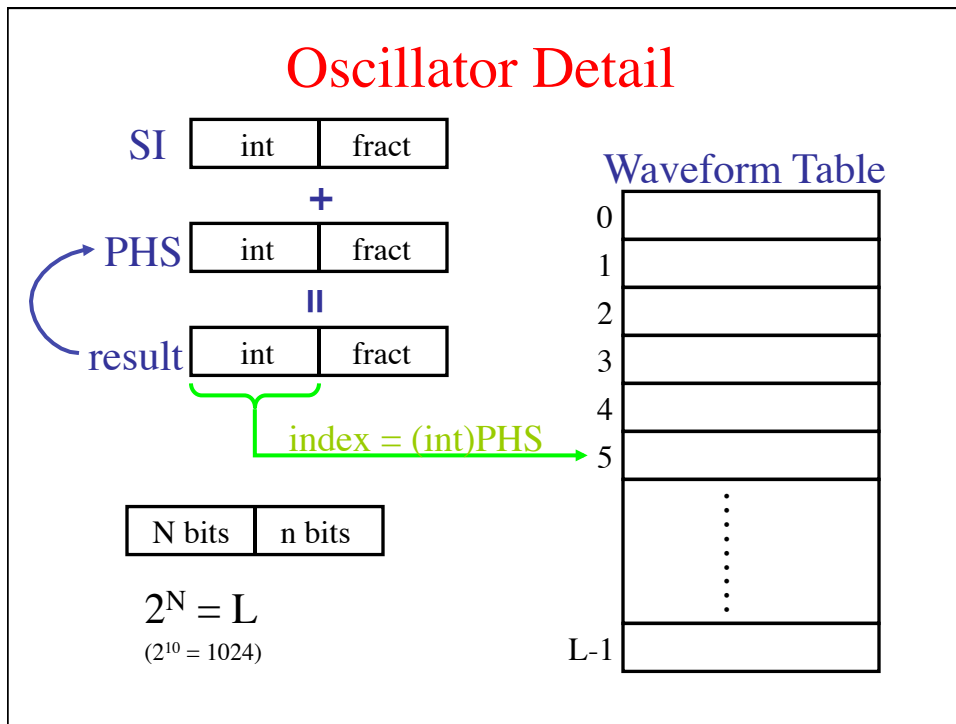 Oscillator Detail
SI
int fract
+
PHS
int fract
=
result
int fract
index = (int)PHS
N bits n bits
2ᴺ = L
(2¹⁰ = 1024)
Waveform Table
0
1
2
3
4
5
L-1